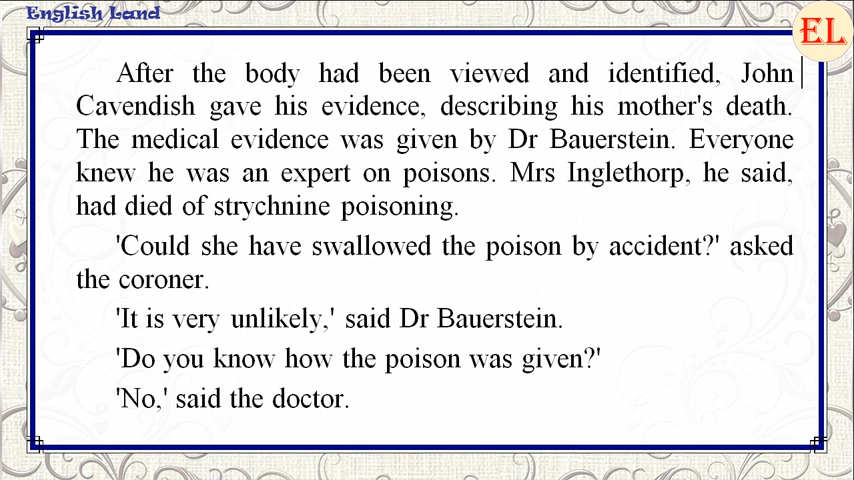 English Land
EL
After the body had been viewed and identified, John
Cavendish gave his evidence, describing his mother's death.
The medical evidence was given by Dr Bauerstein. Everyone
knew he was an expert on poisons. Mrs Inglethorp, he said,
had died of strychnine poisoning.
'Could she have swallowed the poison by accident?' asked
the coroner.
'It is very unlikely,' said Dr Bauerstein.
'Do you know how the poison was given?'
'No,' said the doctor.